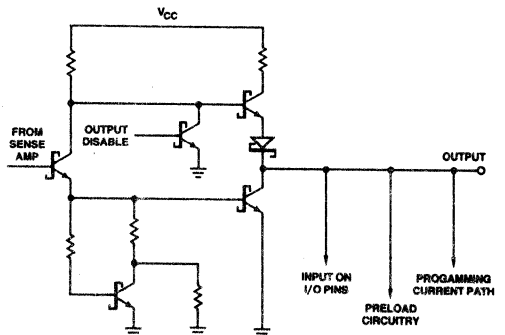 VCC
FROM
SENSE
AMP
OUTPUT
DISABLE
OUTPUT
INPUT ON
I/O PINS
PRELOAD
CIRCUITRY
PROGAMMING
CURRENT PATH